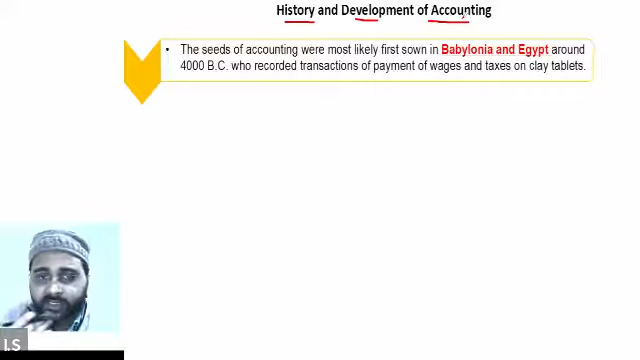 History and Development of Accounting
• The seeds of accounting were most likely first sown in Babylonia and Egypt around
4000 B.C. who recorded transactions of payment of wages and taxes on clay tablets.
I.S